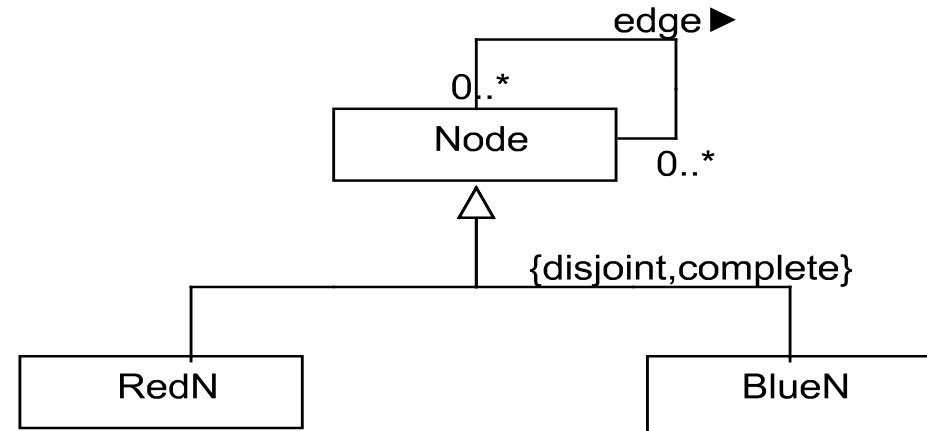 edge ►
0..*
Node
0..*
{disjoint,complete}
RedN
BlueN